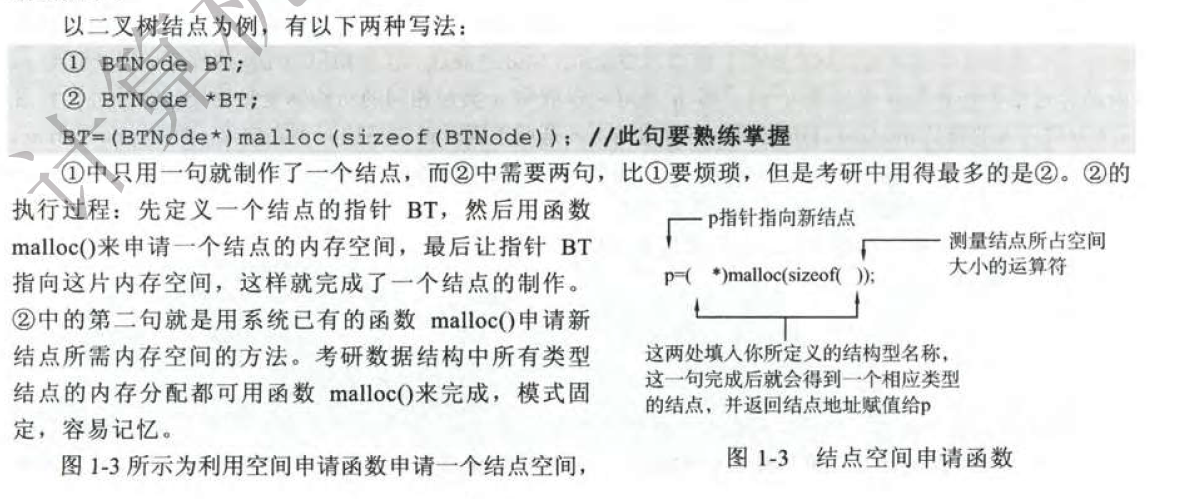 以二叉树结点为例，有以下两种写法：
① BTNode BT;
② BTNode *BT;
BT=(BTNode*)malloc(sizeof(BTNode)); //此句要熟练掌握
①中只用一句就制作了一个结点，而②中需要两句，比①要烦琐，但是考研中用得最多的是②。②的
执行过程：先定义一个结点的指针 BT，然后用函数
malloc()来申请一个结点的内存空间，最后让指针 BT
指向这片内存空间，这样就完成了一个结点的制作。
②中的第二句就是用系统已有的函数 malloc()申请新
结点所需内存空间的方法。考研数据结构中所有类型
结点的内存分配都可用函数 malloc()来完成，模式固
定，容易记忆。
图 1-3 所示为利用空间申请函数申请一个结点空间，
p指针指向新结点
测量结点所占空间
大小的运算符
p=( *)malloc(sizeof( ));
这两处填入你所定义的结构型名称，
这一句完成后就会得到一个相应类型
的结点，并返回结点地址赋值给p
图 1-3 结点空间申请函数
计算机